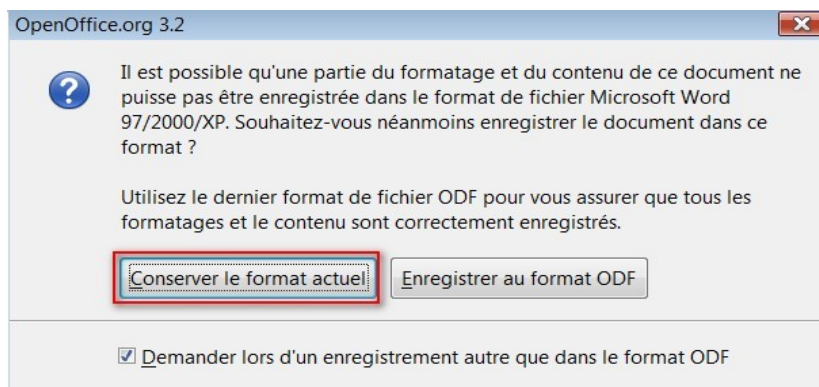 OpenOffice.org 3.2
Il est possible qu'une partie du formatage et du contenu de ce document ne
puisse pas être enregistrée dans le format de fichier Microsoft Word
97/2000/XP. Souhaitez-vous néanmoins enregistrer le document dans ce
format ?
Utilisez le dernier format de fichier ODF pour vous assurer que tous les
formatages et le contenu sont correctement enregistrés.
Conserver le format actuel
Enregistrer au format ODF
Demander lors d'un enregistrement autre que dans le format ODF